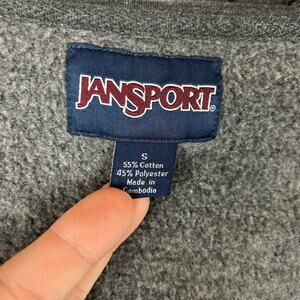 JANSPORT®
S
55% Cotton
45% Polyester
Made in
Cambodia